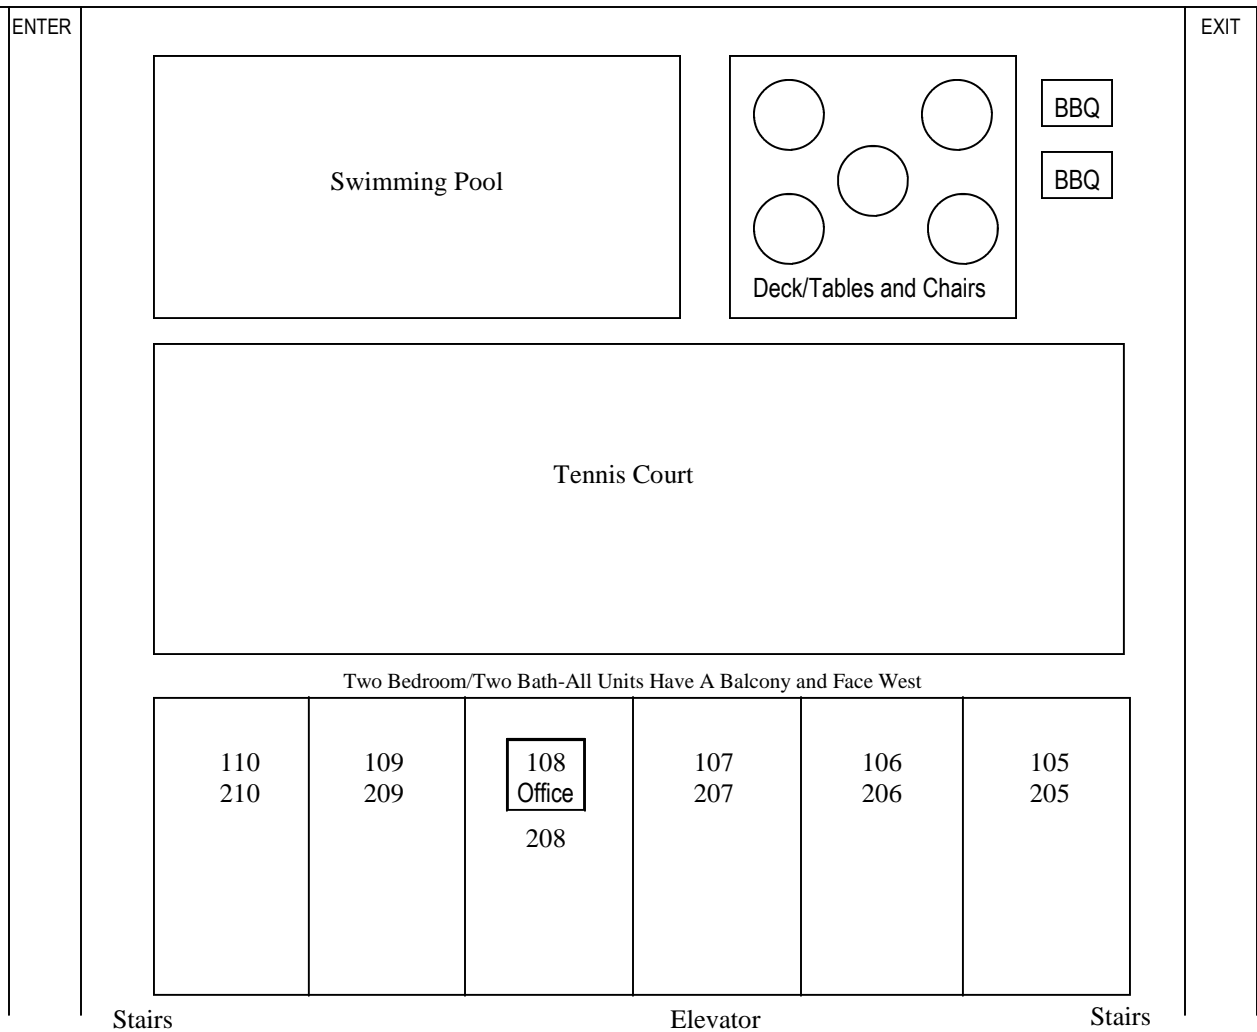 ENTER
EXIT
BBQ
Swimming Pool
BBQ
Deck/Tables and Chairs
Tennis Court
Two Bedroom/Two Bath-All Units Have A Balcony and Face West
110
210
109
209
108
Office
208
107
207
106
206
105
205
Stairs
Elevator
Stairs